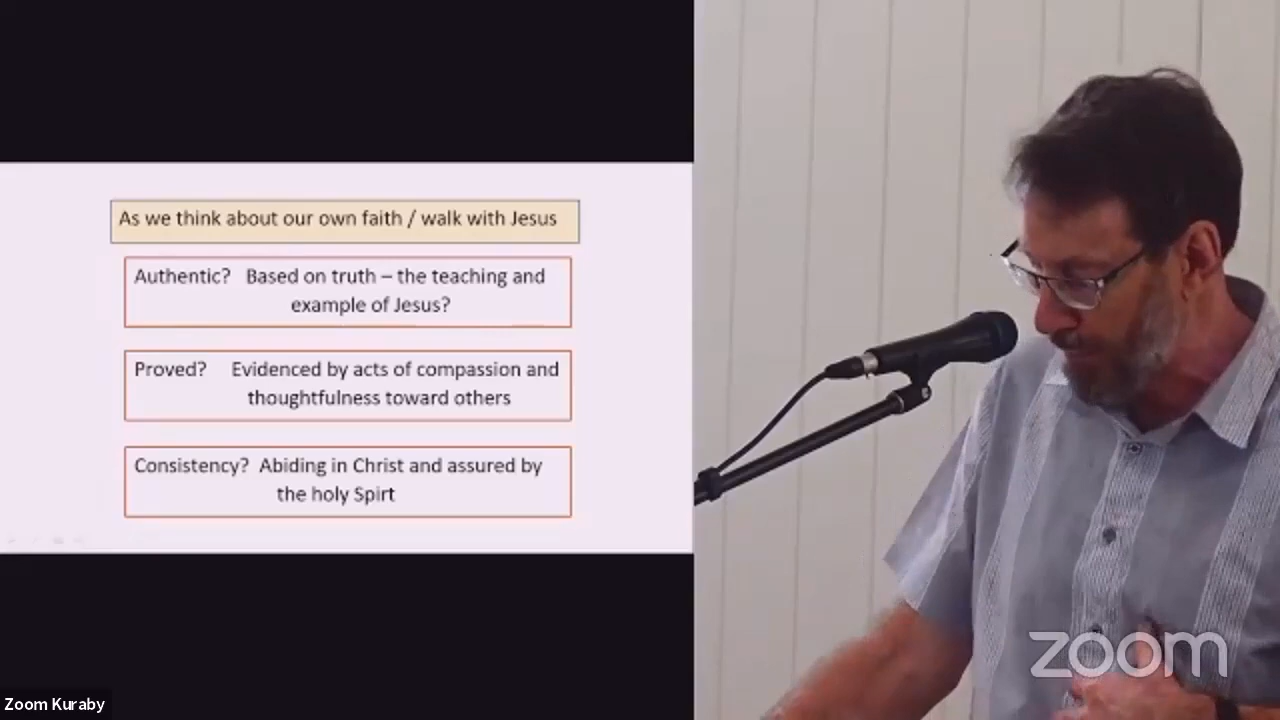 As we think about our own faith / walk with Jesus
Authentic? Based on truth – the teaching and
example of Jesus?
Proved? Evidenced by acts of compassion and
thoughtfulness toward others
Consistency? Abiding in Christ and assured by
the holy Spirt
Zoom Kuraby
zoom